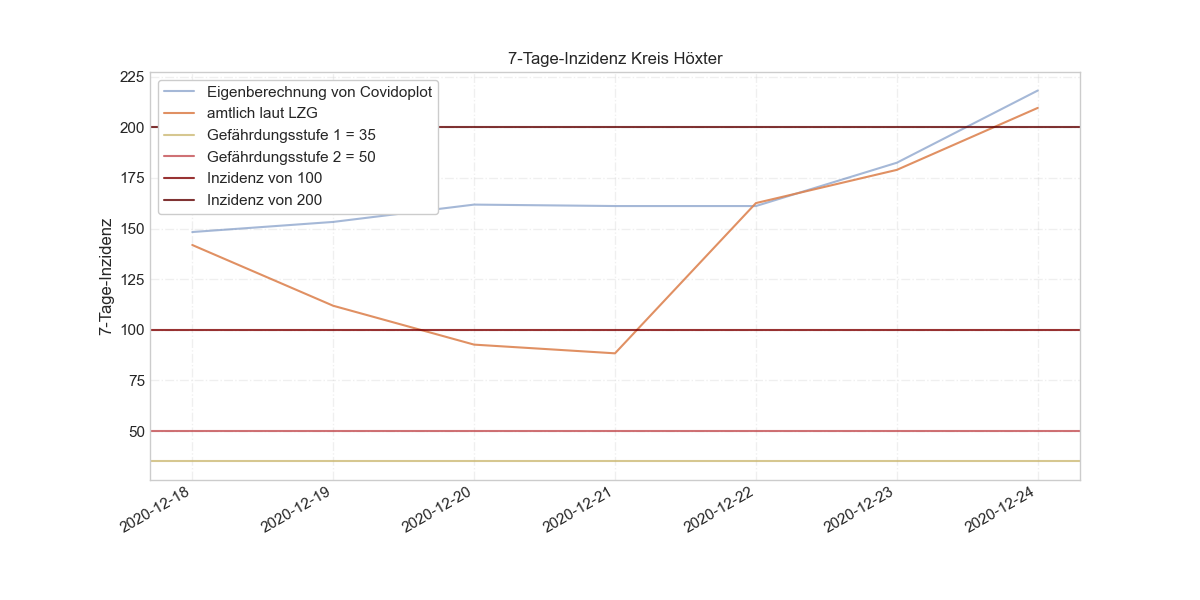 7-Tage-Inzidenz Kreis Höxter
Eigenberechnung von Covidoplot
amtlich laut LZG
Gefährdungsstufe 1 = 35
Gefährdungsstufe 2 = 50
Inzidenz von 100
Inzidenz von 200
7-Tage-Inzidenz
225
200
175
150
125
100
75
50
2020-12-18
2020-12-19
2020-12-20
2020-12-21
2020-12-22
2020-12-23
2020-12-24